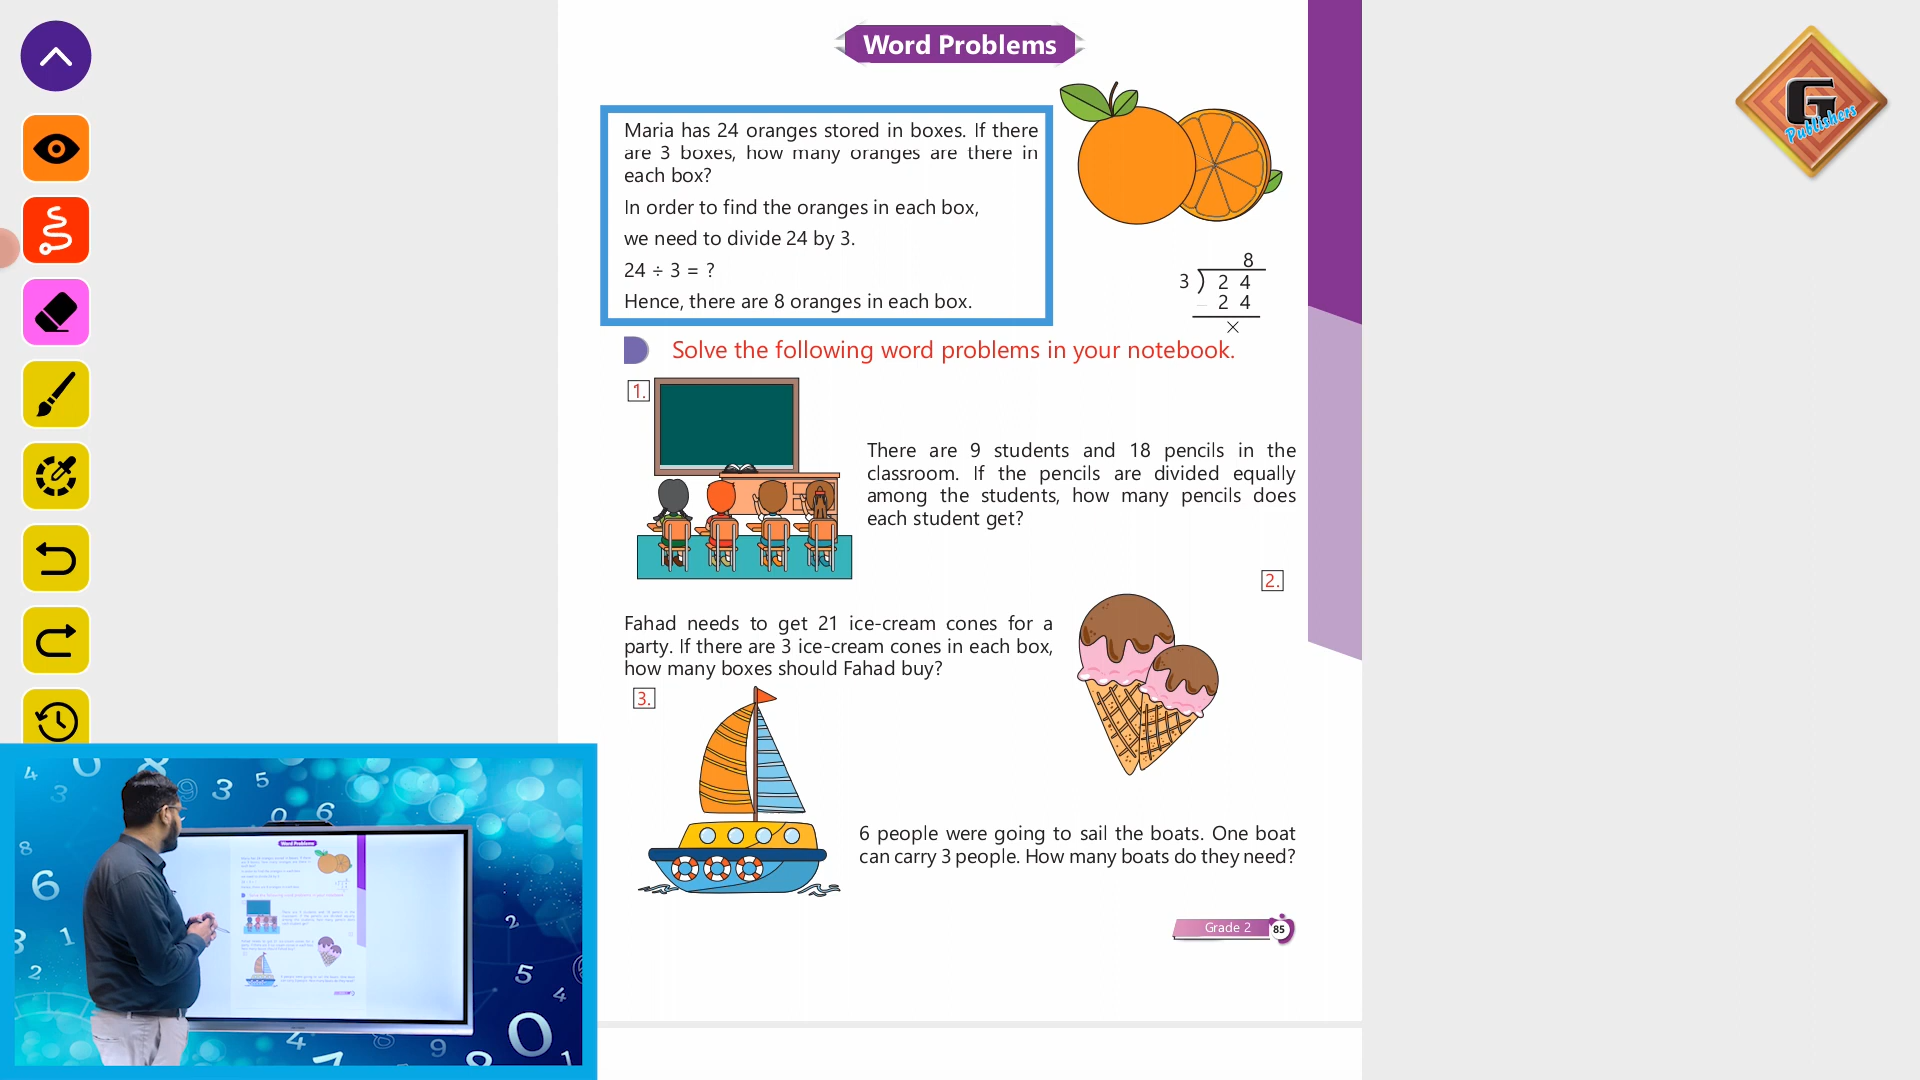 Word Problems
Maria has 24 oranges stored in boxes. If there
are 3 boxes, how many oranges are there in
each box?
In order to find the oranges in each box,
we need to divide 24 by 3.
24 ÷ 3 = ?
Hence, there are 8 oranges in each box.
8
3 ) 2 4
- 2 4
×
Solve the following word problems in your notebook.
1.
There are 9 students and 18 pencils in the
classroom. If the pencils are divided equally
among the students, how many pencils does
each student get?
2.
Fahad needs to get 21 ice-cream cones for a
party. If there are 3 ice-cream cones in each box,
how many boxes should Fahad buy?
3.
6 people were going to sail the boats. One boat
can carry 3 people. How many boats do they need?
Grade 2 85
G
Publishers
Word Problems